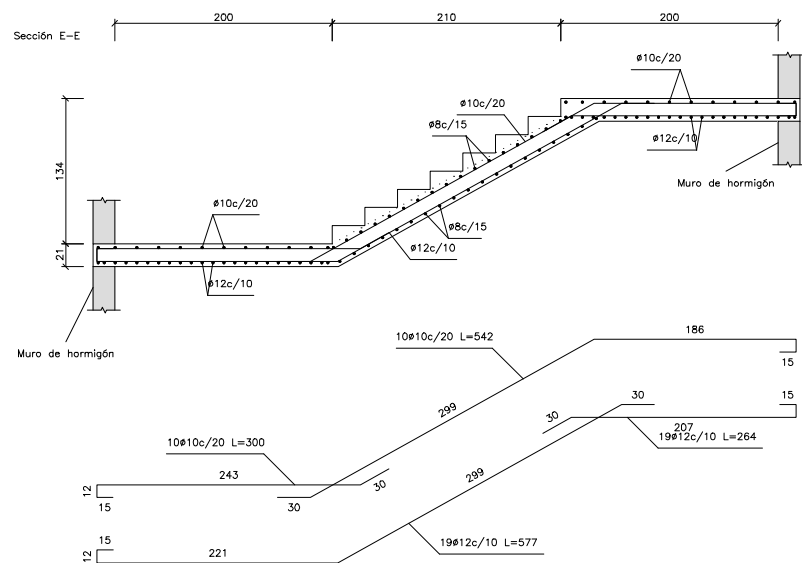 200
210
200
Sección E-E
ø10c/20
ø10c/20
ø8c/15
ø12c/10
134
Muro de hormigón
ø10c/20
ø8c/15
ø12c/10
21
ø12c/10
Muro de hormigón
186
10ø10c/20 L=542
15
15
30
299
30
207
19ø12c/10 L=264
10ø10c/20 L=300
243
30
299
12
15
30
15
221
12
19ø12c/10 L=577